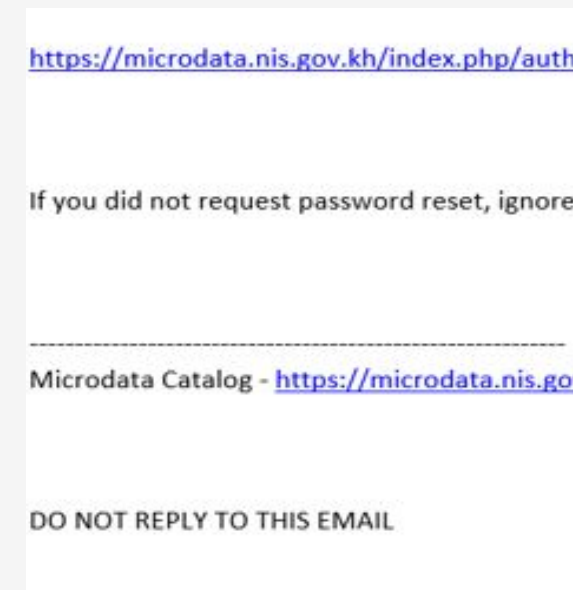 https://microdata.nis.gov.kh/index.php/auth
If you did not request password reset, ignore
------------------------------------------------------------
Microdata Catalog - https://microdata.nis.go
DO NOT REPLY TO THIS EMAIL